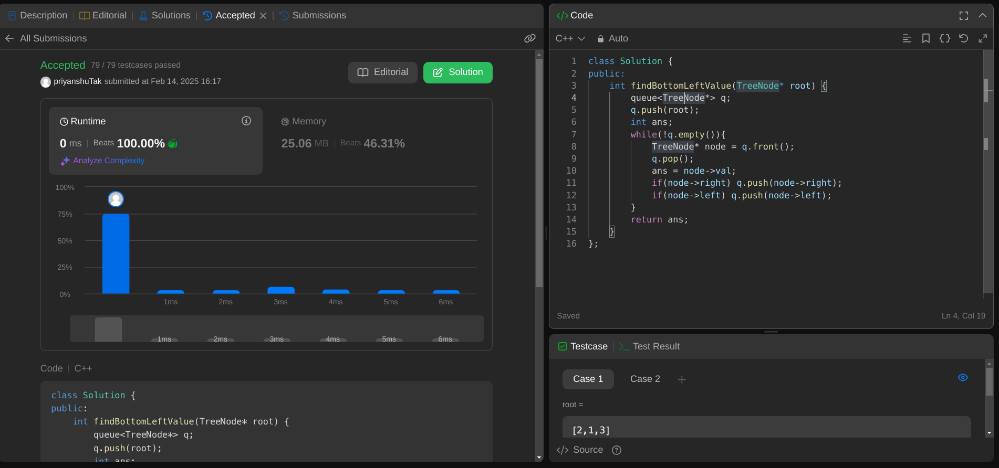 Description | Editorial | Solutions | Accepted | Submissions
All Submissions
Accepted 79 / 79 testcases passed
priyanshuTak submitted at Feb 14, 2025 16:17
Editorial
Solution
Runtime
0 ms | Beats 100.00%
Analyze Complexity
Memory
25.06 MB | Beats 46.31%
100%
75%
50%
25%
0%
1ms 2ms 3ms 4ms 5ms 6ms
1ms 2ms 3ms 4ms 5ms 6ms
Code | C++
class Solution {
public:
    int findBottomLeftValue(TreeNode* root) {
        queue<TreeNode*> q;
        q.push(root);
        int ans;
</> Code
C++ Auto
1 class Solution {
2 public:
3     int findBottomLeftValue(TreeNode* root) {
4         queue<TreeNode*> q;
5         q.push(root);
6         int ans;
7         while(!q.empty()){
8             TreeNode* node = q.front();
9             q.pop();
10             ans = node->val;
11             if(node->right) q.push(node->right);
12             if(node->left) q.push(node->left);
13         }
14         return ans;
15     }
16 };
Saved
Ln 4, Col 19
Testcase | Test Result
Case 1 Case 2 +
root =
[2,1,3]
</> Source